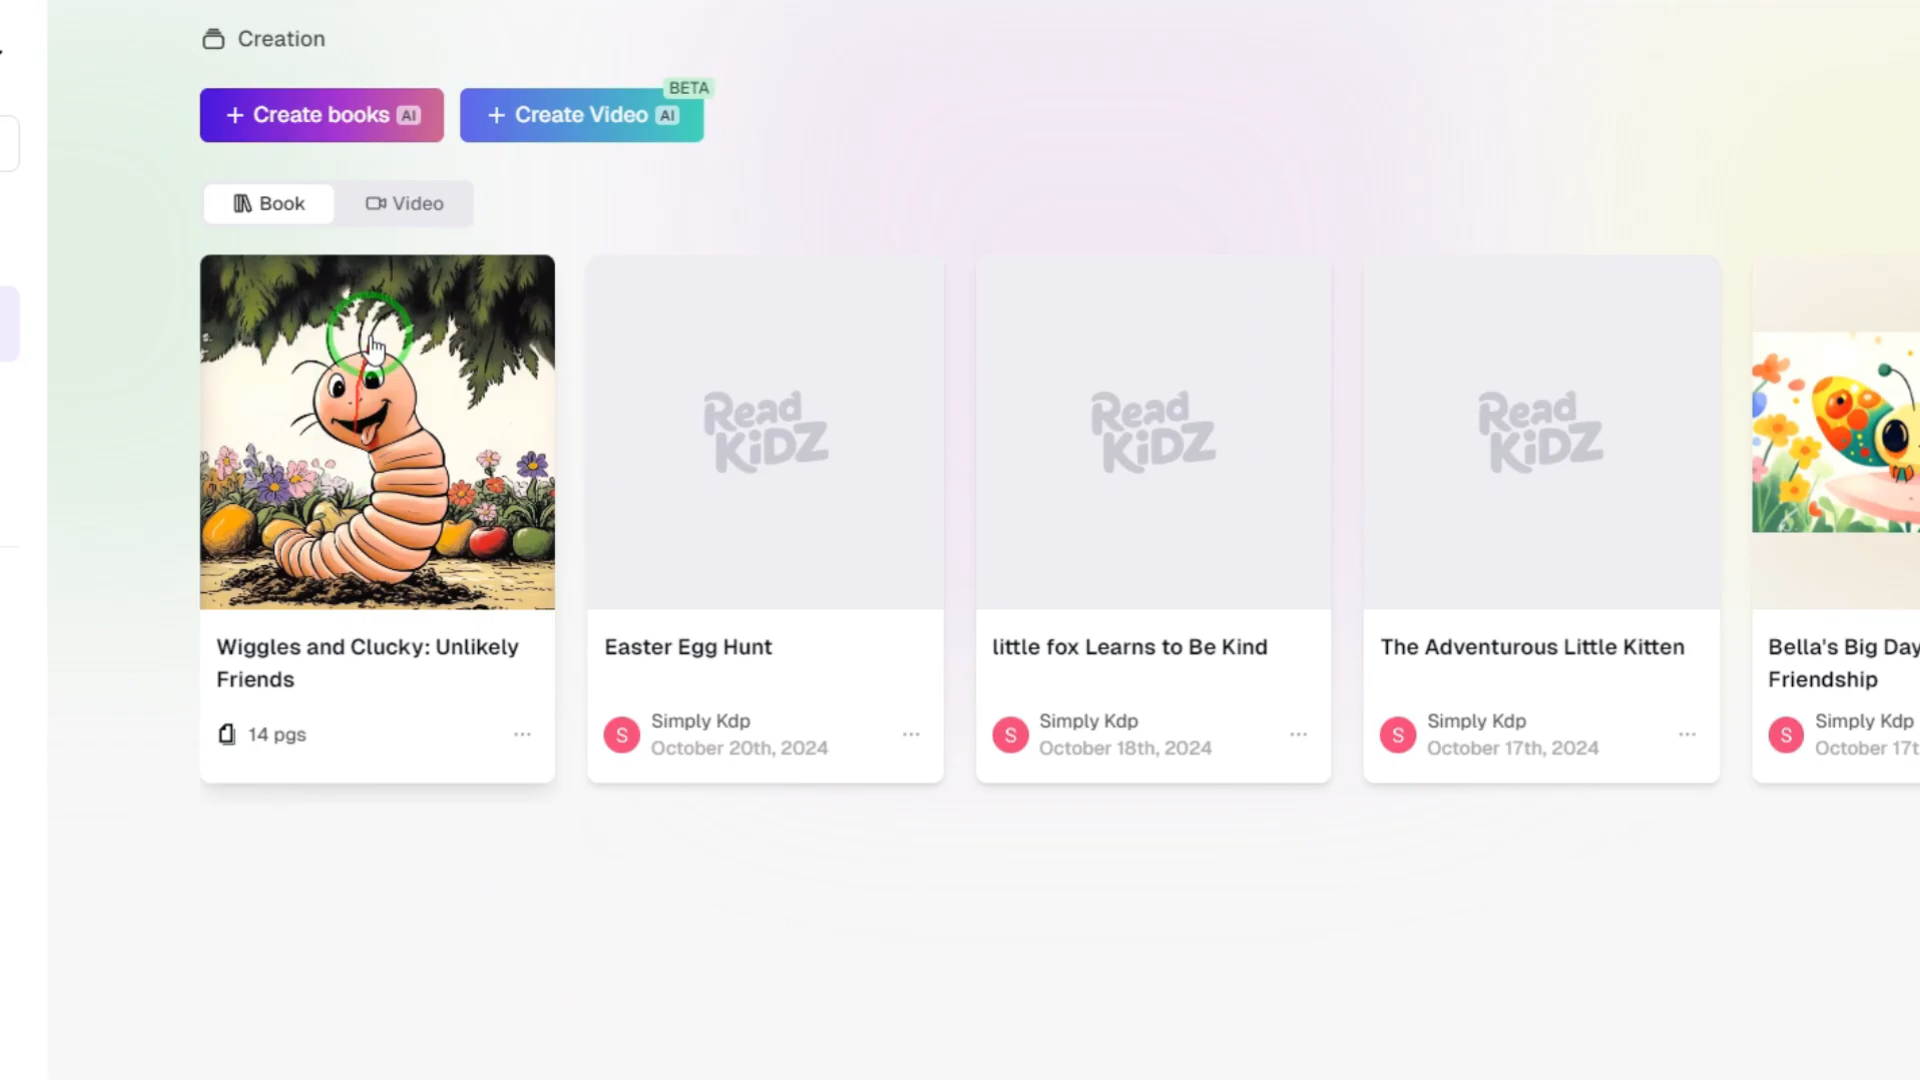 Creation
BETA
+ Create books AI
+ Create Video AI
Book
Video
Read KiDZ
Read KiDZ
Read KiDZ
Wiggles and Clucky: Unlikely
Friends
14 pgs
...
Easter Egg Hunt
S
Simply Kdp
October 20th, 2024
...
little fox Learns to Be Kind
S
Simply Kdp
October 18th, 2024
...
The Adventurous Little Kitten
S
Simply Kdp
October 17th, 2024
...
Bella's Big Day
Friendship
S
Simply Kdp
October 17t